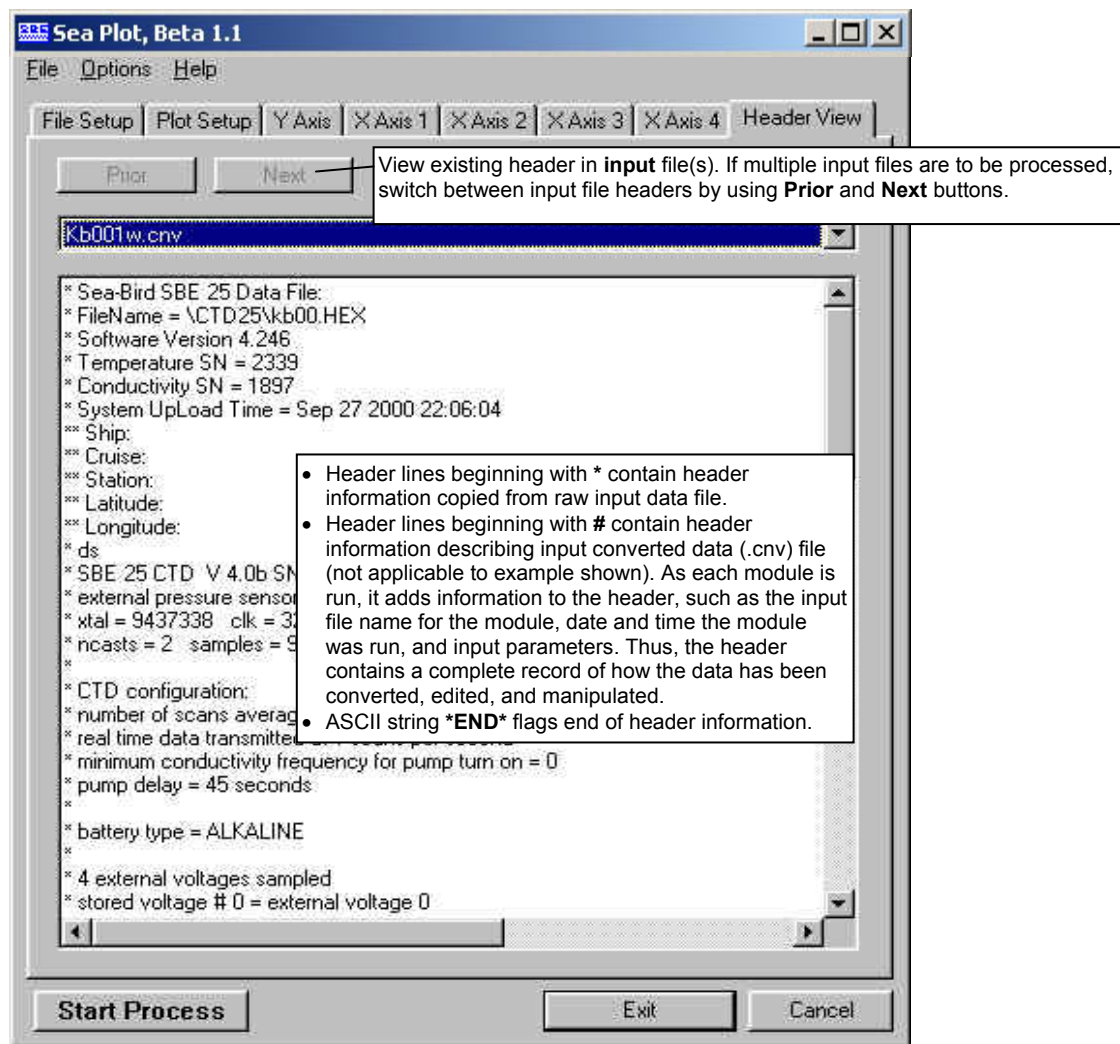 SBE Sea Plot, Beta 1.1
File Options Help
File Setup Plot Setup Y Axis X Axis 1 X Axis 2 X Axis 3 X Axis 4 Header View
Prior Next
View existing header in input file(s). If multiple input files are to be processed,
switch between input file headers by using Prior and Next buttons.
Kb001w.cnv
* Sea-Bird SBE 25 Data File:
* FileName = \CTD25\kb00.HEX
* Software Version 4.246
* Temperature SN = 2339
* Conductivity SN = 1897
* System UpLoad Time = Sep 27 2000 22:06:04
** Ship:
** Cruise:
** Station:
** Latitude:
** Longitude:
* ds
* SBE 25 CTD V 4.0b SN
* external pressure sensor
* xtal = 9437338 clk = 32
* ncasts = 2 samples =
*
* CTD configuration:
* number of scans averag
* real time data transmitted
* minimum conductivity frequency for pump turn on = 0
* pump delay = 45 seconds
*
* battery type = ALKALINE
*
* 4 external voltages sampled
* stored voltage # 0 = external voltage 0
• Header lines beginning with * contain header
information copied from raw input data file.
• Header lines beginning with # contain header
information describing input converted data (.cnv) file
(not applicable to example shown). As each module is
run, it adds information to the header, such as the input
file name for the module, date and time the module
was run, and input parameters. Thus, the header
contains a complete record of how the data has been
converted, edited, and manipulated.
• ASCII string *END* flags end of header information.
Start Process Exit Cancel